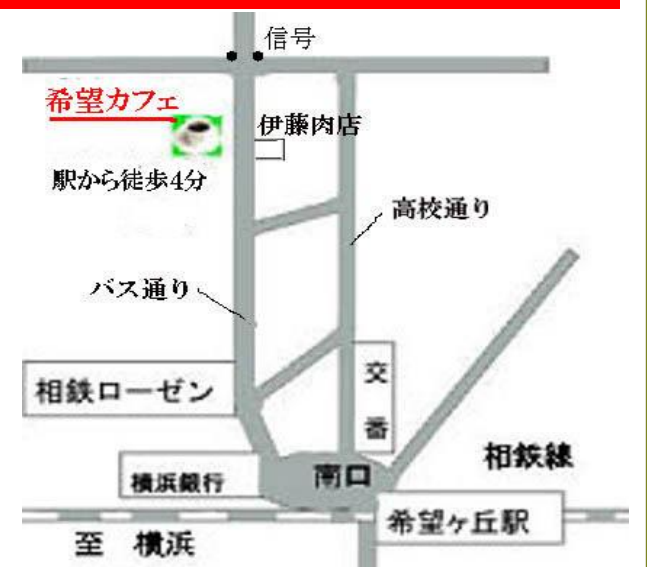 信号
希望カフェ
伊藤肉店
駅から徒歩4分
高校通り
バス通り
交番
相鉄ローゼン
相鉄線
南口
横浜銀行
希望ヶ丘駅
至 横浜